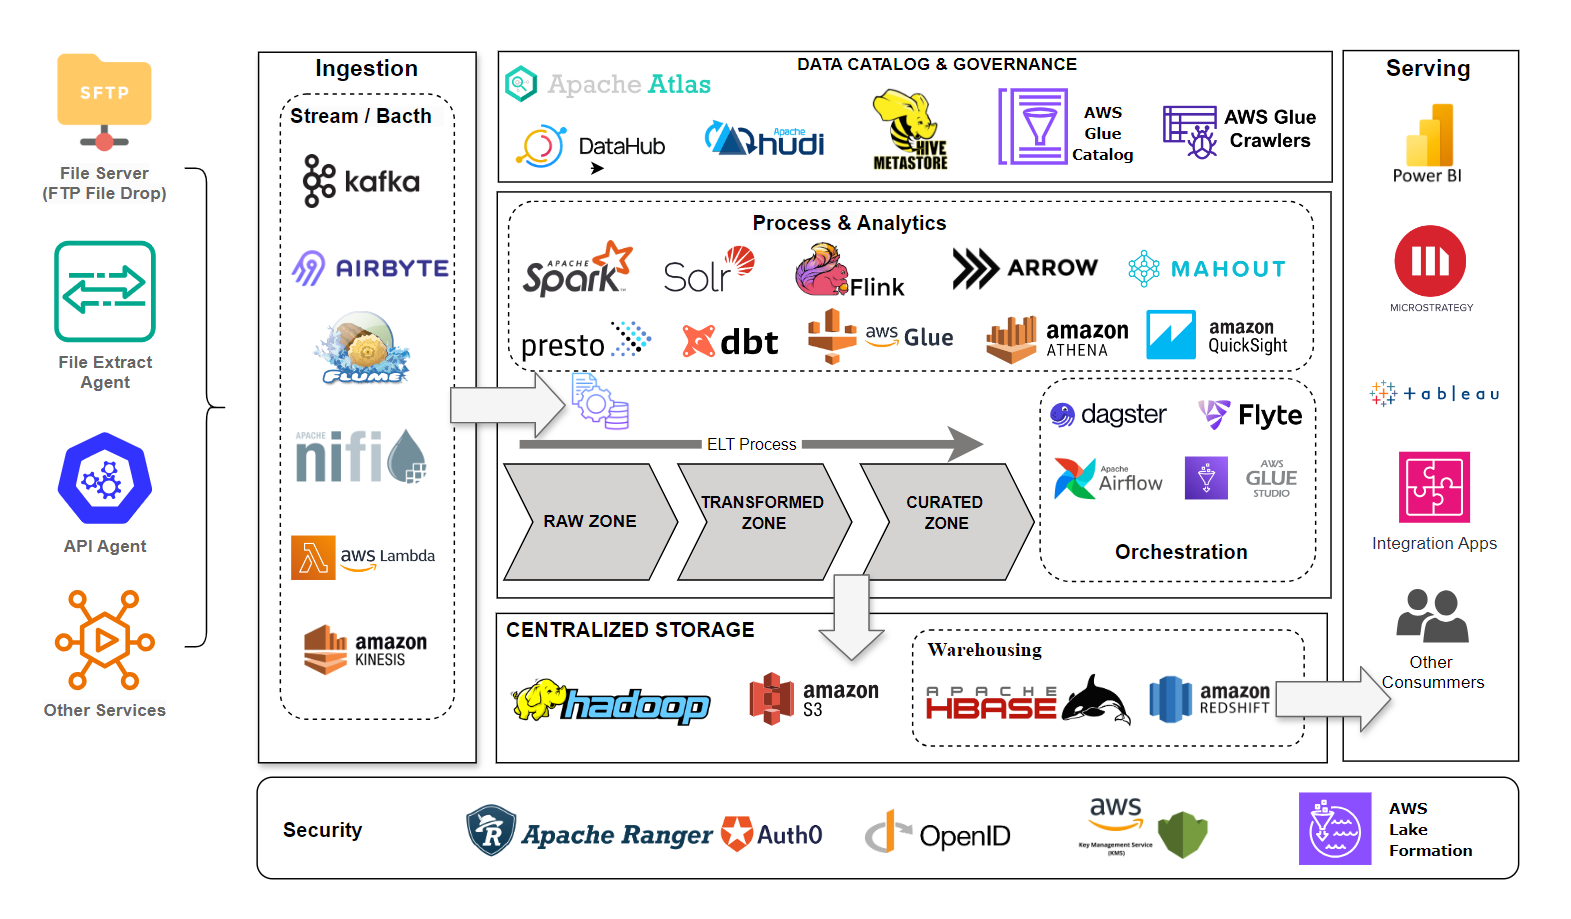 SFTP
File Server
(FTP File Drop)
File Extract
Agent
API Agent
Other Services
Ingestion
Stream / Bacth
kafka
AIRBYTE
flume
APACHE
nifi
aws Lambda
amazon
KINESIS
DATA CATALOG & GOVERNANCE
Apache Atlas
DataHub
Apache
hudi
HIVE
METASTORE
AWS
Glue
Catalog
AWS Glue
Crawlers
Process & Analytics
APACHE
Spark™
Solr
Flink
ARROW
MAHOUT
presto
dbt
aws Glue
amazon
ATHENA
amazon
QuickSight
ELT Process
RAW ZONE
TRANSFORMED
ZONE
CURATED
ZONE
dagster
Flyte
Apache
Airflow
AWS
GLUE
STUDIO
Orchestration
CENTRALIZED STORAGE
hadoop
amazon
S3
Warehousing
APACHE
HBASE
amazon
REDSHIFT
Serving
Power BI
MICROSTRATEGY
+ableau
Integration Apps
Other
Consummers
Security
R
Apache Ranger
Auth0
OpenID
aws
Key Management Service
(KMS)
AWS
Lake
Formation